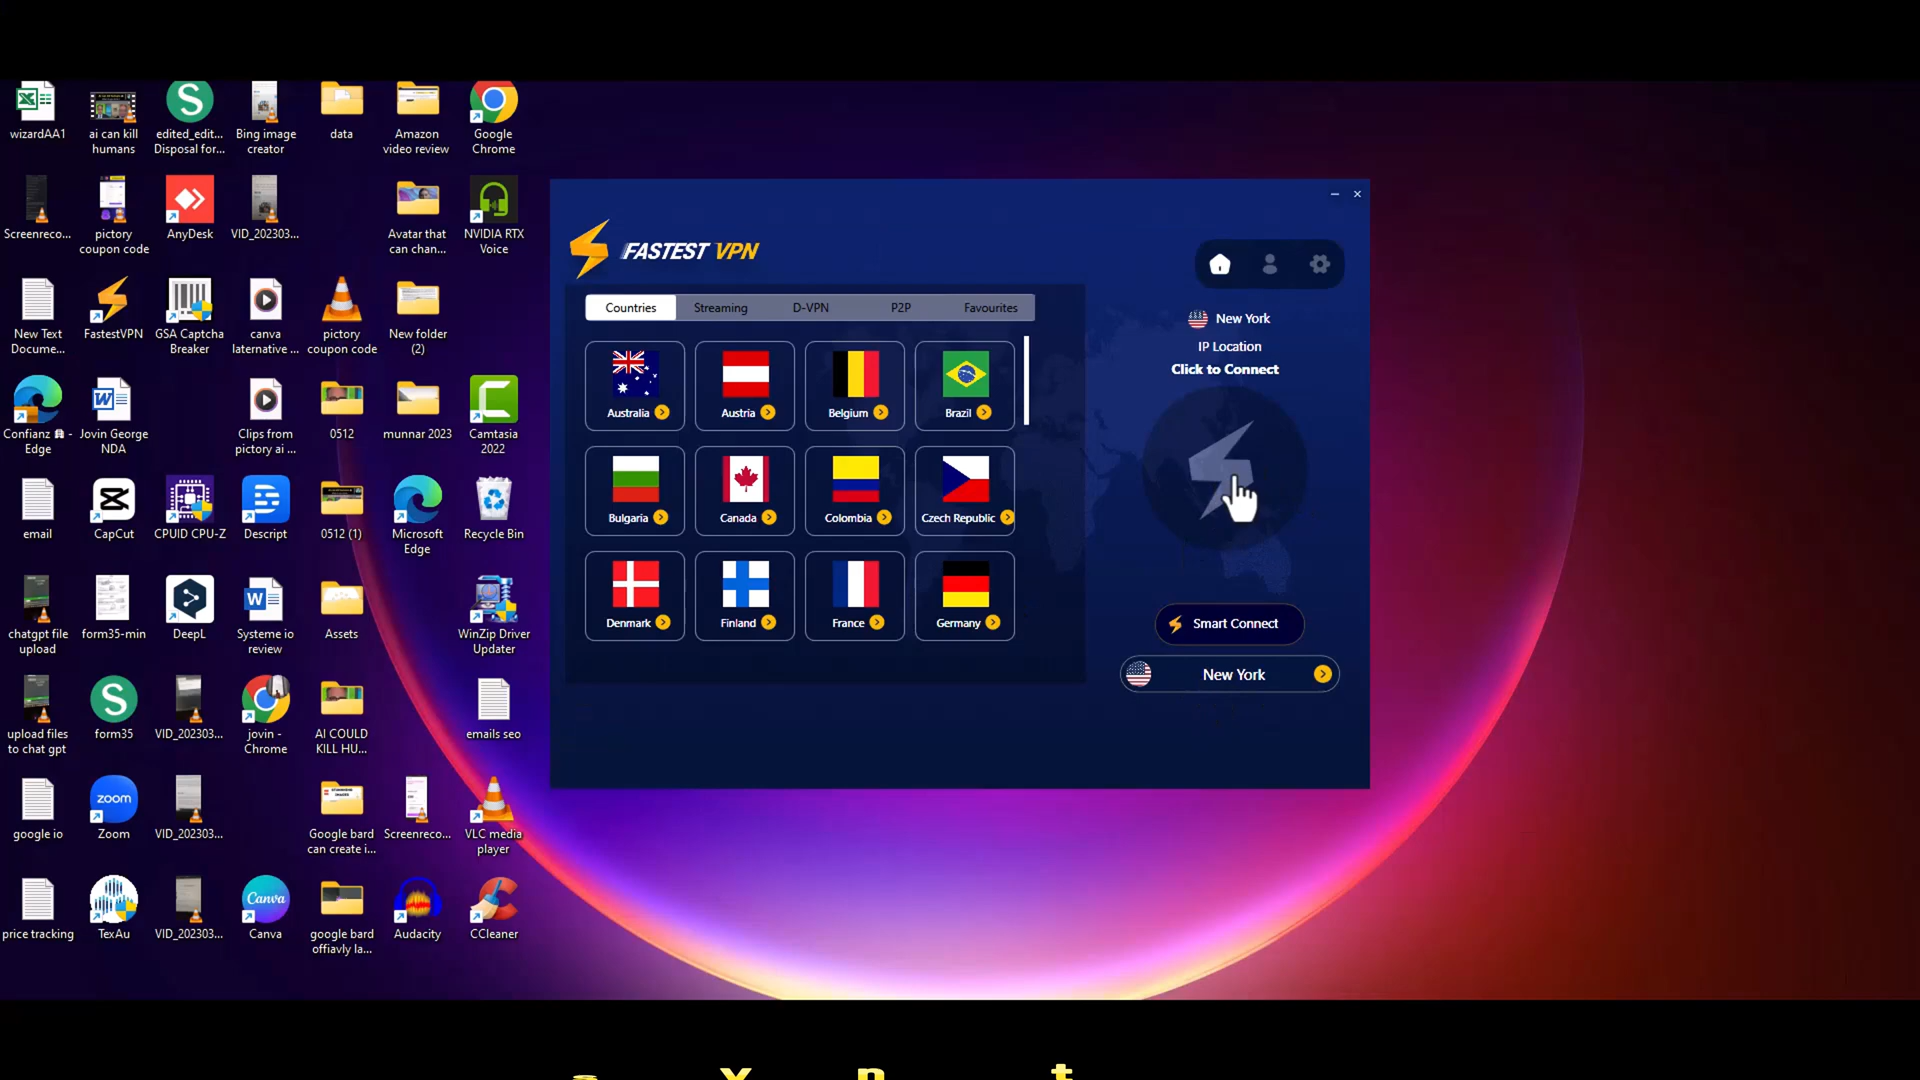 wizardAA1
ai can kill
humans
edited_edit...
Disposal for...
Bing image
creator
data
Amazon
video review
Google
Chrome
Screenreco...
pictory
coupon code
AnyDesk
VID_202303...
Avatar that
can chan...
NVIDIA RTX
Voice
New Text
Docume...
FastestVPN
GSA Captcha
Breaker
canva
laternative ...
pictory
coupon code
New folder
(2)
Confianz - 
Edge
Jovin George
NDA
Clips from
pictory ai ...
0512
munnar 2023
Camtasia
2022
email
CapCut
CPUID CPU-Z
Descript
0512 (1)
Microsoft
Edge
Recycle Bin
chatgpt file
upload
form35-min
DeepL
Systeme io
review
Assets
WinZip Driver
Updater
upload files
to chat gpt
form35
VID_202303...
jovin -
Chrome
AI COULD
KILL HU...
emails seo
google io
zoom
Zoom
VID_202303...
Google bard
can create i...
Screenreco...
VLC media
player
price tracking
TexAu
VID_202303...
Canva
Canva
google bard
offiavly la...
Audacity
CCleaner
FASTEST VPN
Countries
Streaming
D-VPN
P2P
Favourites
Australia
Austria
Belgium
Brazil
Bulgaria
Canada
Colombia
Czech Republic
Denmark
Finland
France
Germany
New York
IP Location
Click to Connect
Smart Connect
New York